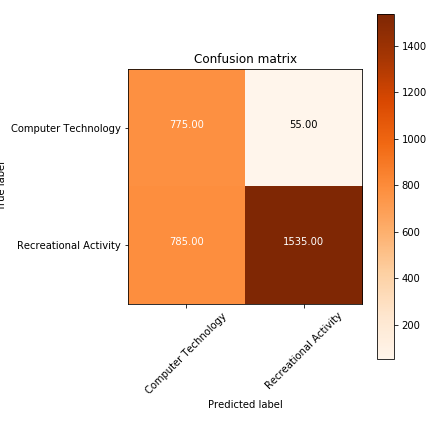 Confusion matrix
1400
1200
1000
800
600
400
200
Computer Technology
775.00
55.00
Recreational Activity
785.00
1535.00
True label
Computer Technology
Recreational Activity
Predicted label